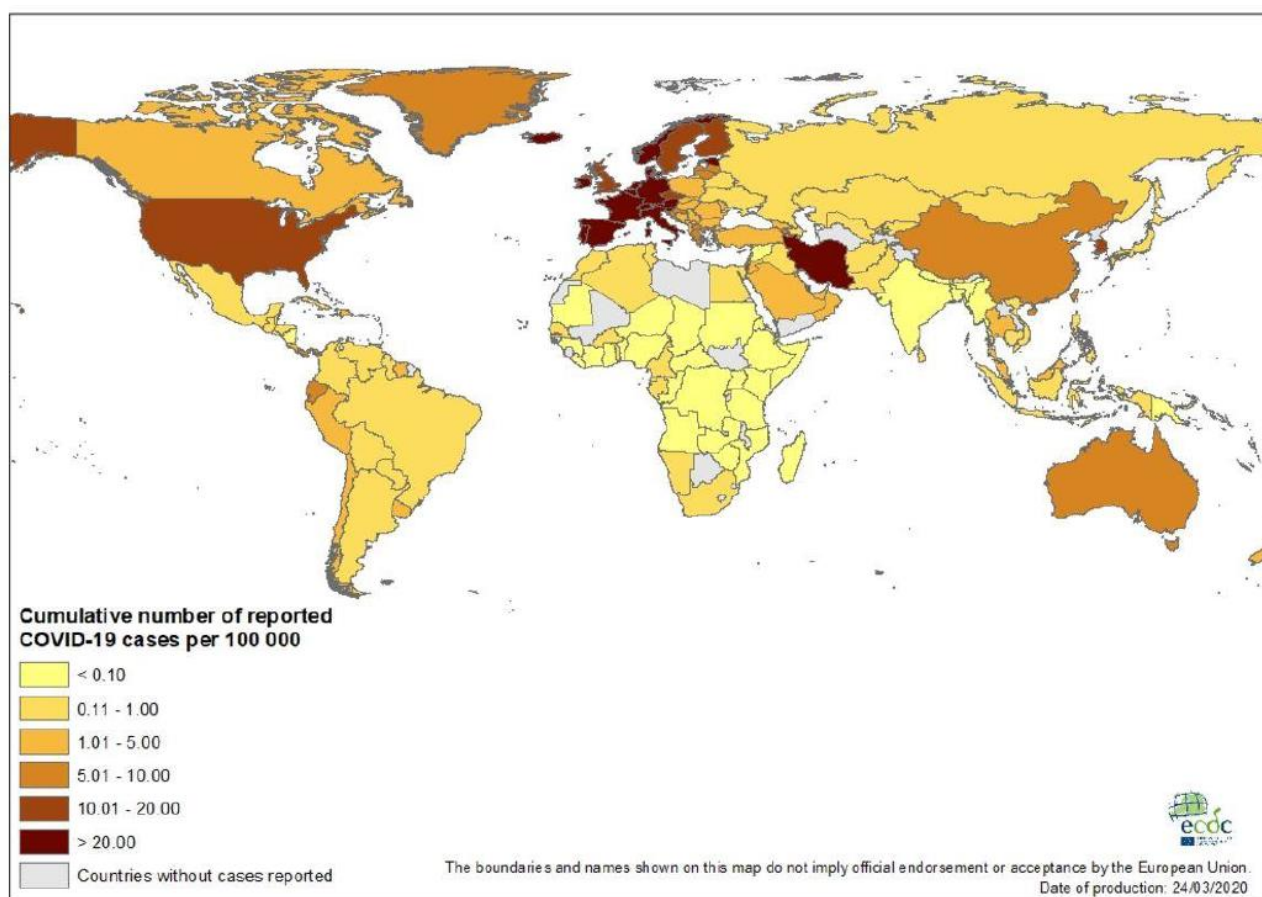 Cumulative number of reported
COVID-19 cases per 100 000
< 0.10
0.11 - 1.00
1.01 - 5.00
5.01 - 10.00
10.01 - 20.00
> 20.00
Countries without cases reported
ecdc
The boundaries and names shown on this map do not imply official endorsement or acceptance by the European Union.
Date of production: 24/03/2020